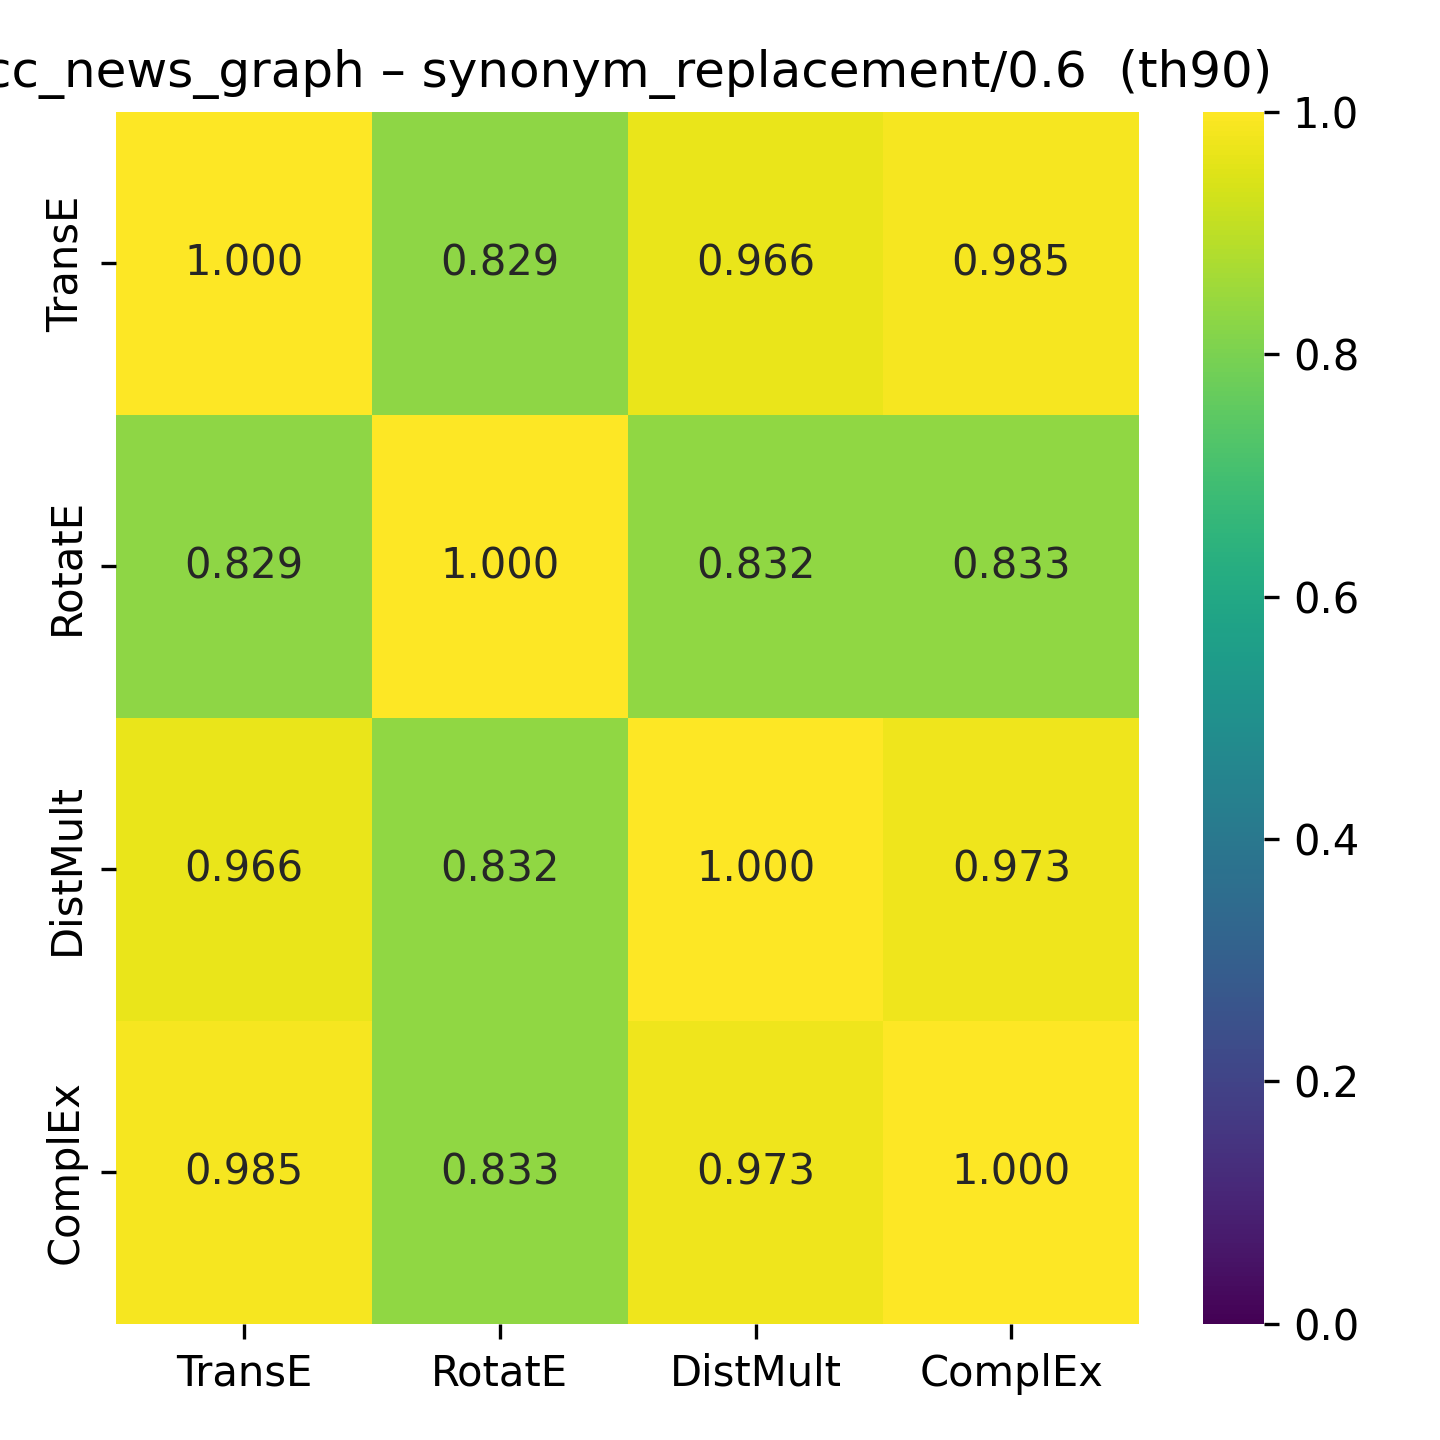 cc_news_graph – synonym_replacement/0.6 (th90)
1.0
TransE 1.000 0.829 0.966 0.985
0.8
RotatE 0.829 1.000 0.832 0.833
0.6
0.4
DistMult 0.966 0.832 1.000 0.973
0.2
ComplEx 0.985 0.833 0.973 1.000
0.0
TransE RotatE DistMult ComplEx